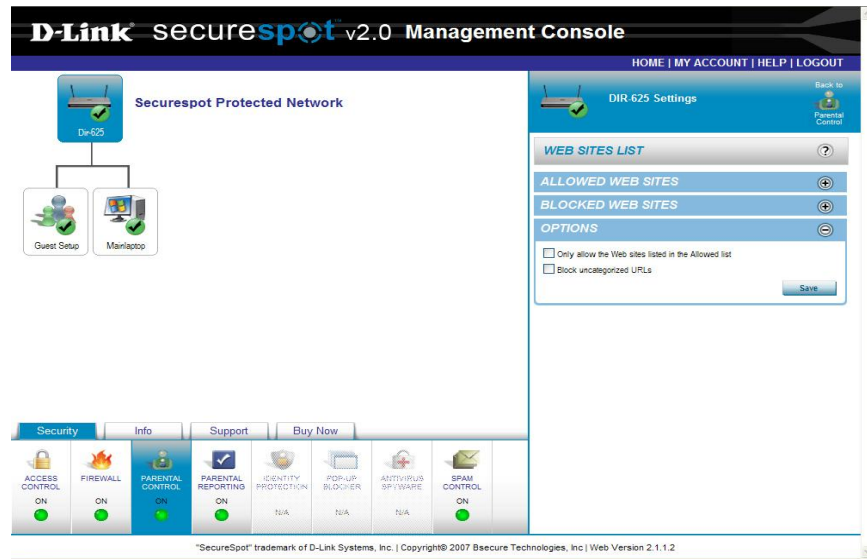 D-Link securespot v2.0 Management Console
HOME | MY ACCOUNT | HELP | LOGOUT
Dir-625
Securespot Protected Network
Guest Setup
Mainlaptop
DIR-625 Settings
Back to
Parental
Control
WEB SITES LIST
?
ALLOWED WEB SITES
BLOCKED WEB SITES
OPTIONS
Only allow the Web sites listed in the Allowed list
Block uncategorized URLs
Save
Security
Info
Support
Buy Now
ACCESS
CONTROL
ON
FIREWALL
ON
PARENTAL
CONTROL
ON
PARENTAL
REPORTING
ON
IDENTITY
PROTECTION
N/A
POP-UP
BLOCKER
N/A
ANTIVIRUS
SPYWARE
N/A
SPAM
CONTROL
ON
"SecureSpot" trademark of D-Link Systems, Inc. | Copyright© 2007 Bsecure Technologies, Inc | Web Version 2.1.1.2